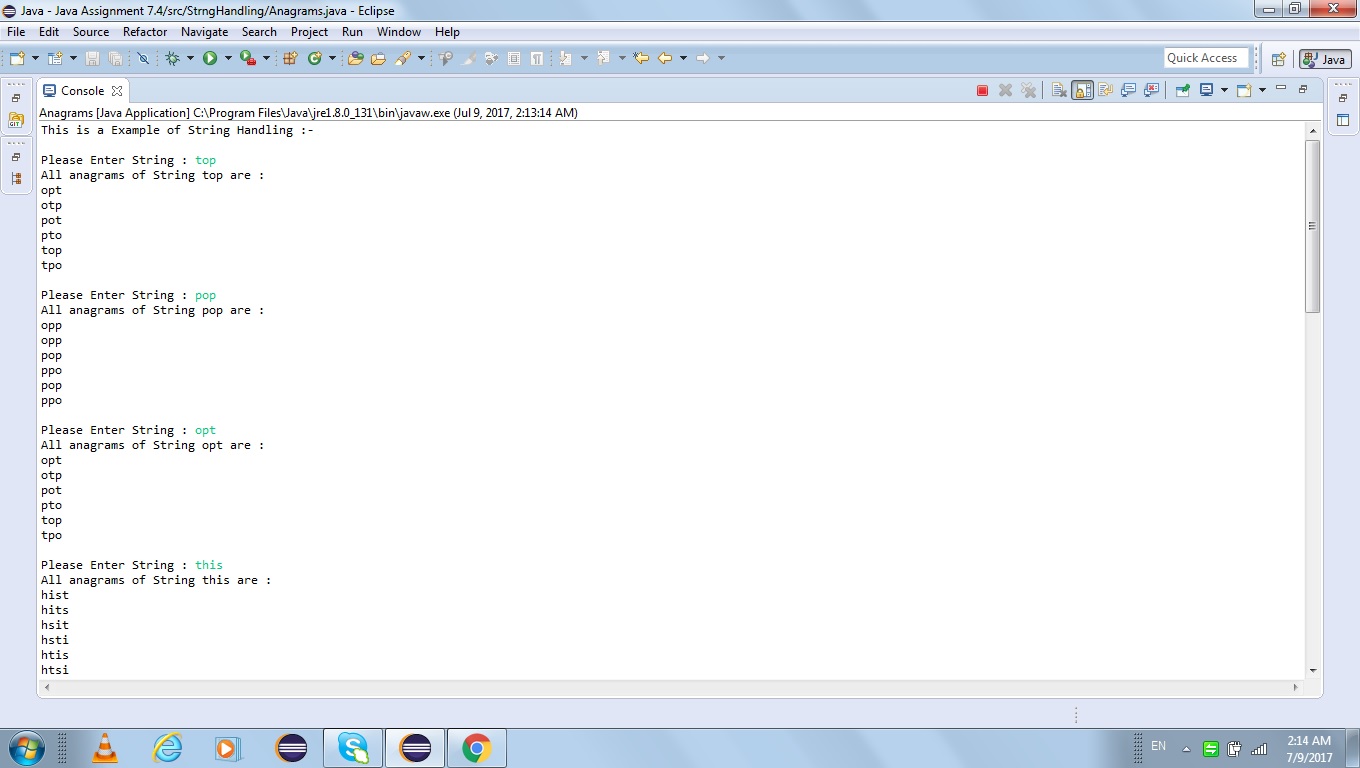 Java - Java Assignment 7.4/src/StrngHandling/Anagrams.java - Eclipse
File Edit Source Refactor Navigate Search Project Run Window Help
Quick Access
Java
Console
Anagrams [Java Application] C:\Program Files\Java\jre1.8.0_131\bin\javaw.exe (Jul 9, 2017, 2:13:14 AM)
This is a Example of String Handling :-
Please Enter String : top
All anagrams of String top are :
opt
otp
pot
pto
top
tpo
Please Enter String : pop
All anagrams of String pop are :
opp
opp
pop
ppo
pop
ppo
Please Enter String : opt
All anagrams of String opt are :
opt
otp
pot
pto
top
tpo
Please Enter String : this
All anagrams of String this are :
hist
hits
hsit
hsti
htis
htsi
EN
2:14 AM
7/9/2017